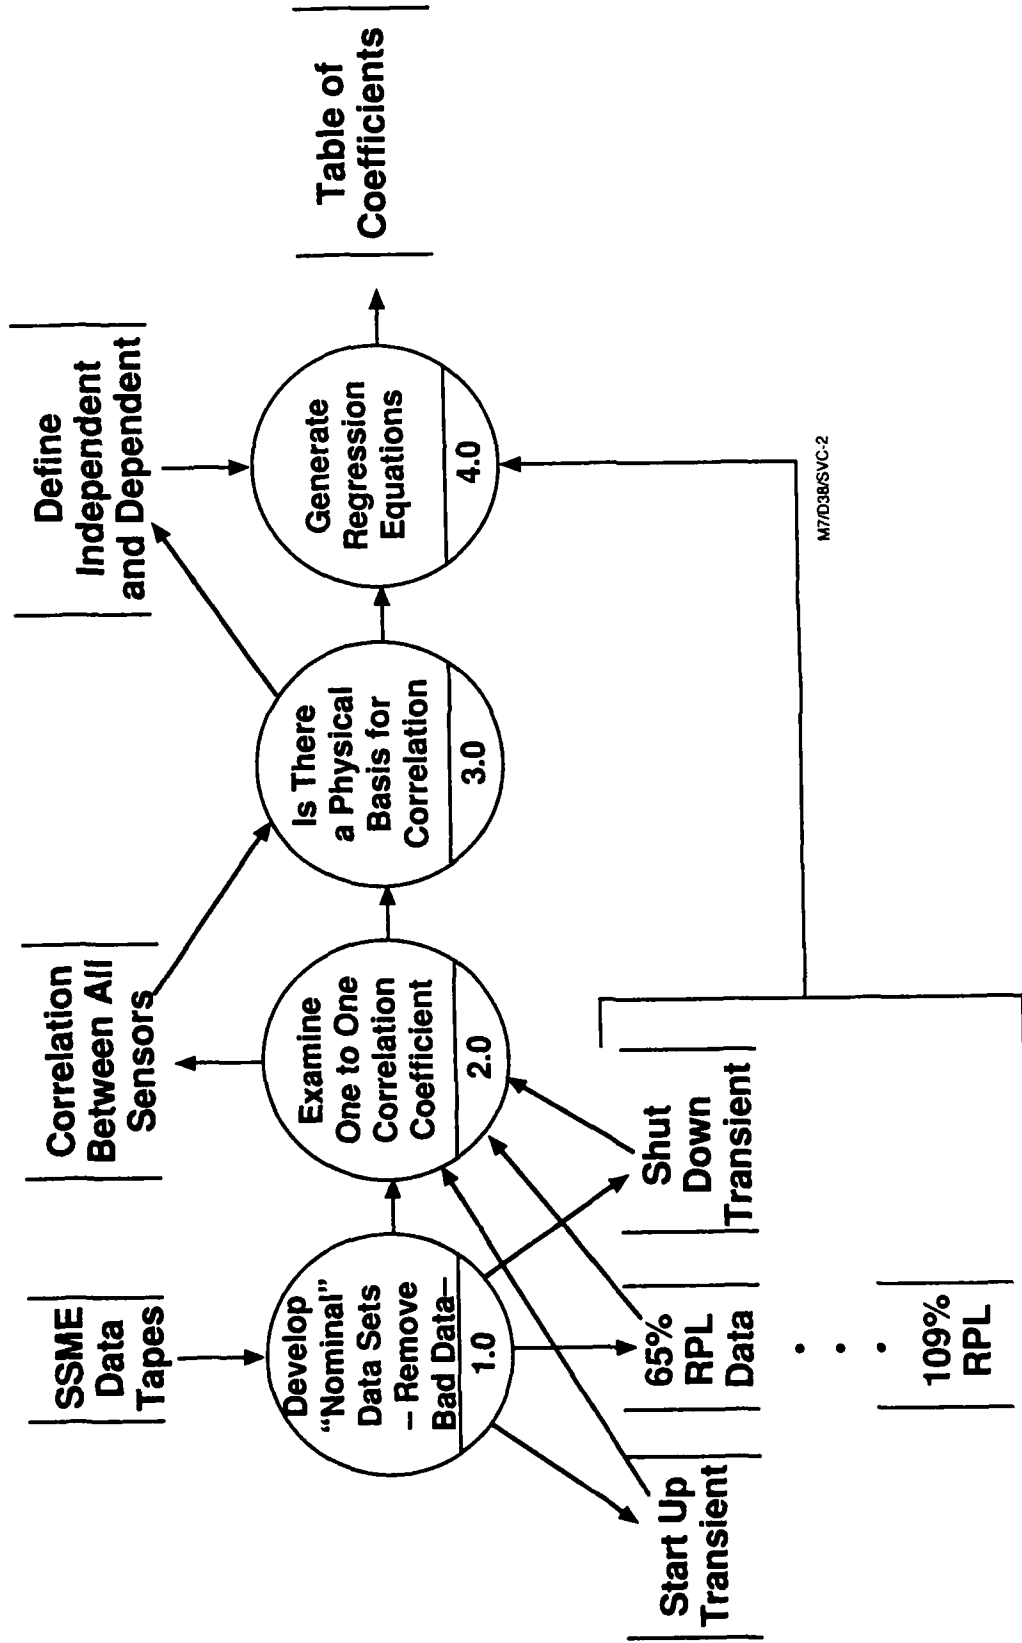 SSME
Data
Tapes
Correlation
Between All
Sensors
Define
Independent
and Dependent
Develop
“Nominal”
Data Sets
– Remove
Bad Data–
1.0
Examine
One to One
Correlation
Coefficient
2.0
Is There
a Physical
Basis for
Correlation
3.0
Generate
Regression
Equations
4.0
Table of
Coefficients
Start Up
Transient
65%
RPL
Data
Shut
Down
Transient
109%
RPL
M7/D38/SVC-2